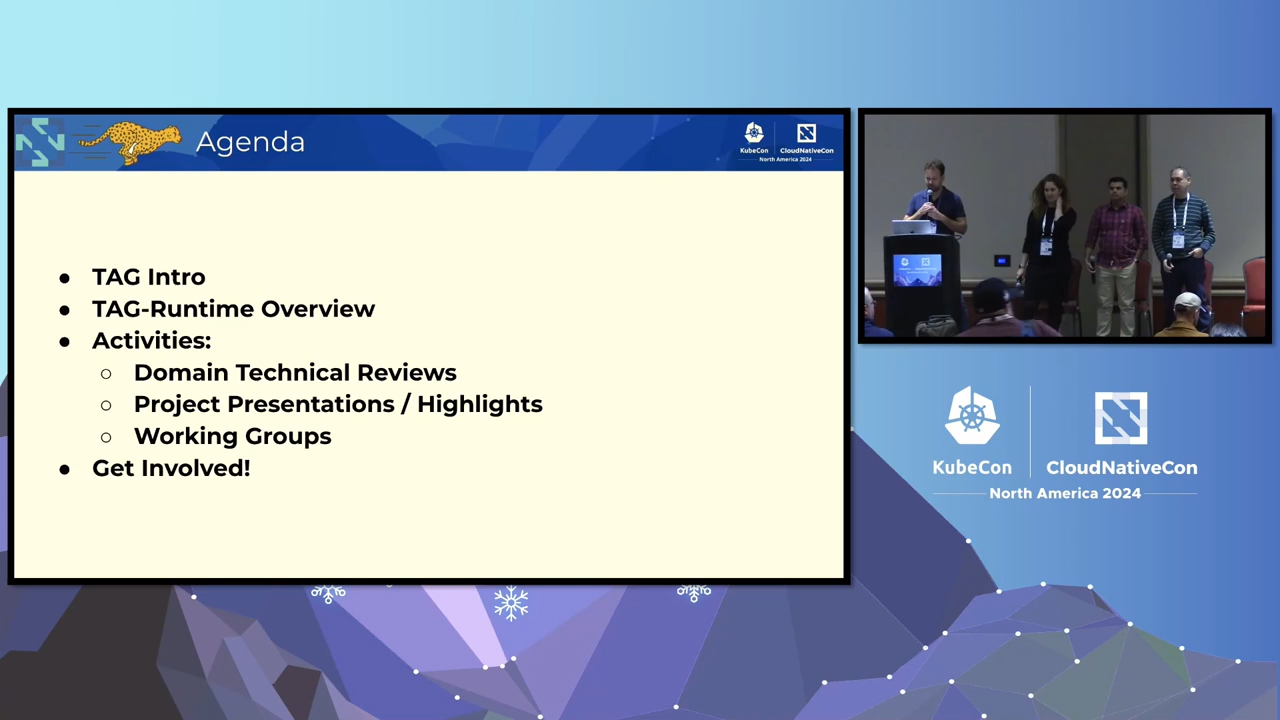 Agenda
KubeCon
CloudNativeCon
North America 2024
● TAG Intro
● TAG-Runtime Overview
● Activities:
○ Domain Technical Reviews
○ Project Presentations / Highlights
○ Working Groups
● Get Involved!
KubeCon
CloudNativeCon
North America 2024